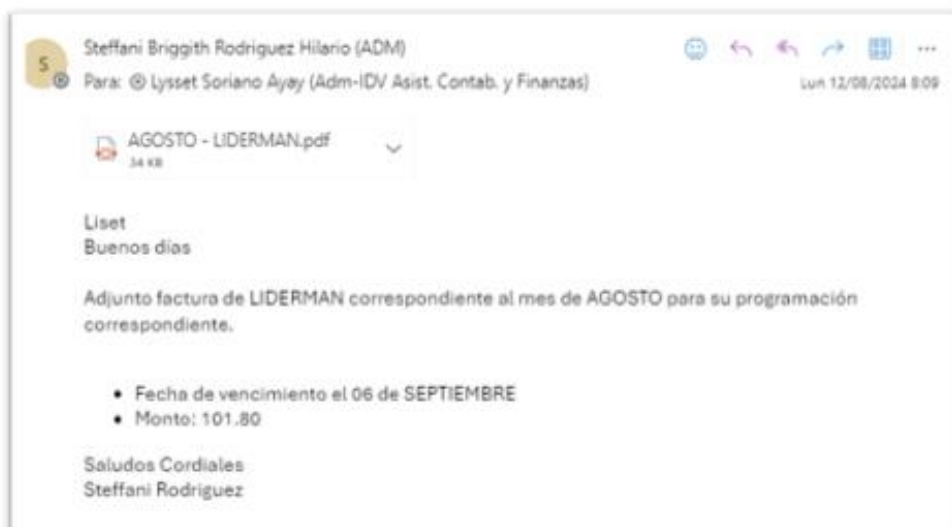 S
Steffani Briggith Rodriguez Hilario (ADM)
Para: Lysset Soriano Ayay (Adm-IDV Asist. Contab. y Finanzas)
Lun 12/08/2024 8:09
AGOSTO - LIDERMAN.pdf
34 KB
Liset
Buenos días
Adjunto factura de LIDERMAN correspondiente al mes de AGOSTO para su programación
correspondiente.
• Fecha de vencimiento el 06 de SEPTIEMBRE
• Monto: 101.80
Saludos Cordiales
Steffani Rodriguez